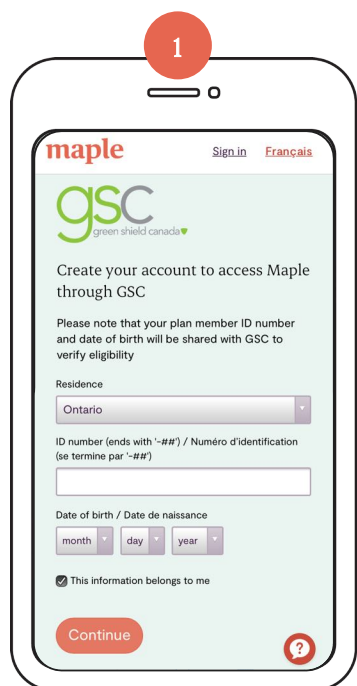 1
maple
Sign in Français
gsc
green shield canada
Create your account to access Maple
through GSC
Please note that your plan member ID number
and date of birth will be shared with GSC to
verify eligibility
Residence
Ontario
ID number (ends with '-##') / Numéro d'identification
(se termine par '-##')
Date of birth / Date de naissance
month day year
This information belongs to me
Continue
?